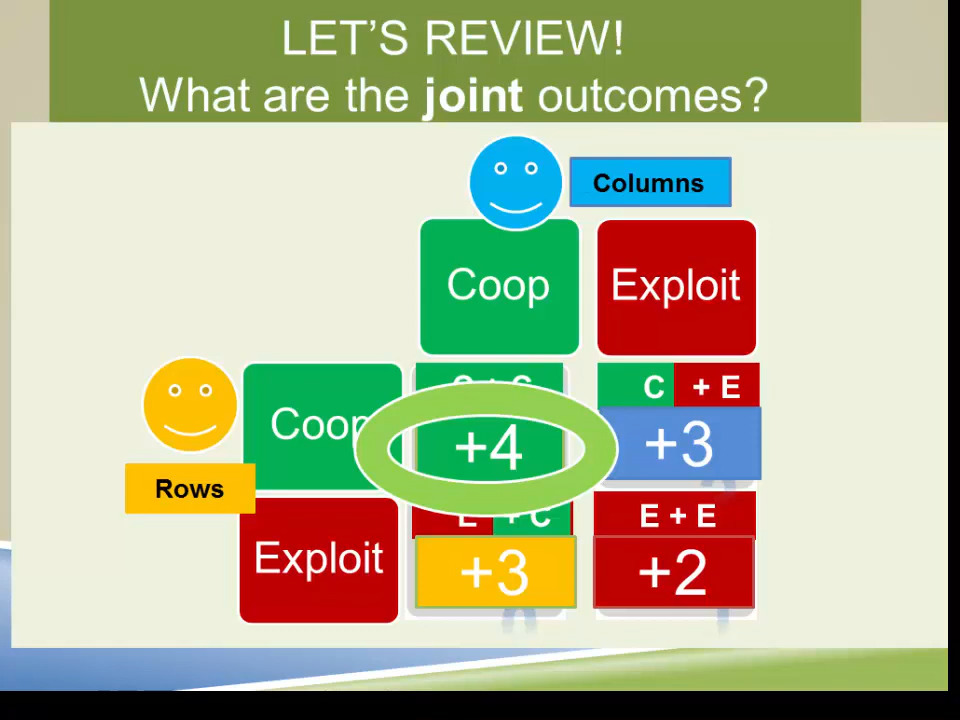 LET'S REVIEW!
What are the joint outcomes?
Columns
Coop Exploit
C + E
Coop +4 +3
Rows
E + C E + E
Exploit +3 +2